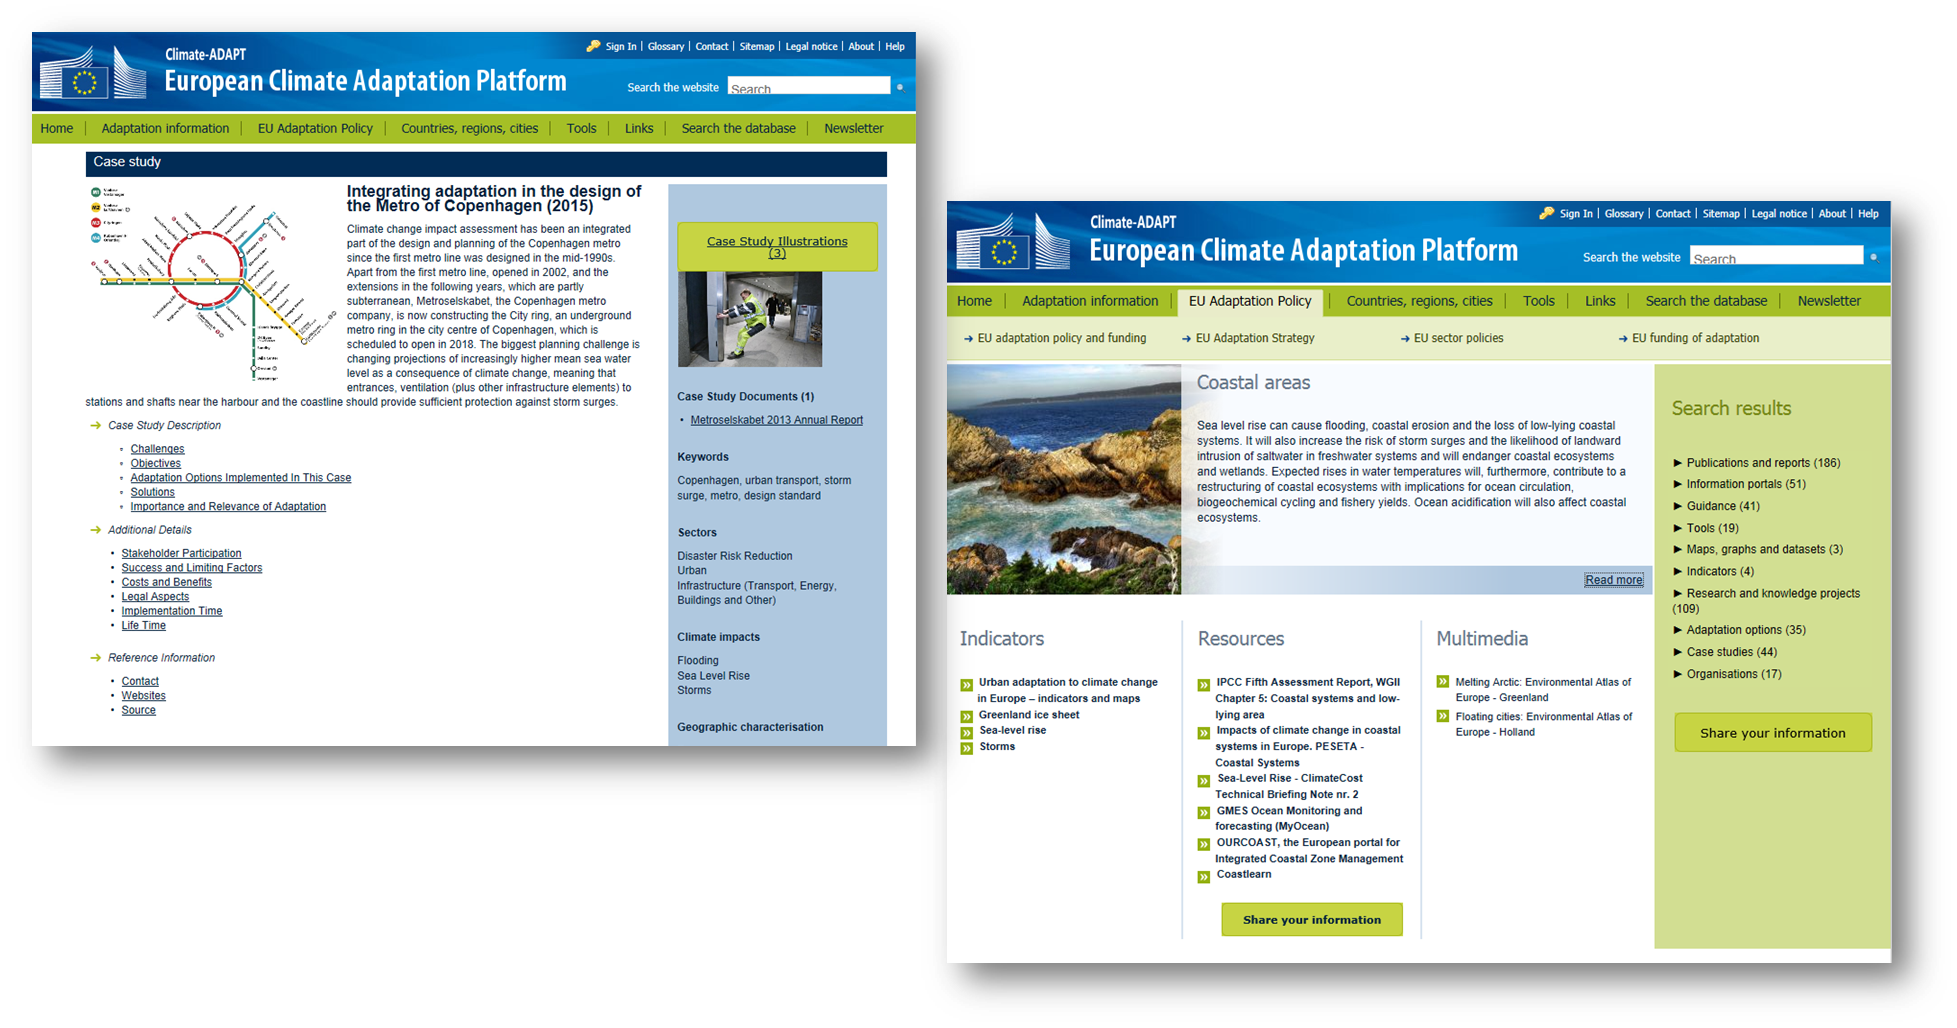 Climate-ADAPT
European Climate Adaptation Platform
Sign In | Glossary | Contact | Sitemap | Legal notice | About | Help
Search the website Search
Home | Adaptation information | EU Adaptation Policy | Countries, regions, cities | Tools | Links | Search the database | Newsletter
Case study
Integrating adaptation in the design of
the Metro of Copenhagen (2015)
Climate change impact assessment has been an integrated
part of the design and planning of the Copenhagen metro
since the first metro line was designed in the mid-1990s.
Apart from the first metro line, opened in 2002, and the
extensions in the following years, which are partly
subterranean, Metroselskabet, the Copenhagen metro
company, is now constructing the City ring, an underground
metro ring in the city centre of Copenhagen, which is
scheduled to open in 2018. The biggest planning challenge is
changing projections of increasingly higher mean sea water
level as a consequence of climate change, meaning that
entrances, ventilation (plus other infrastructure elements) to
stations and shafts near the harbour and the coastline should provide sufficient protection against storm surges.
Case Study Description
Challenges
Objectives
Adaptation Options Implemented In This Case
Solutions
Importance and Relevance of Adaptation
Additional Details
Stakeholder Participation
Success and Limiting Factors
Costs and Benefits
Legal Aspects
Implementation Time
Life Time
Reference Information
Contact
Websites
Source
Case Study Illustrations
(3)
Case Study Documents (1)
Metroselskabet 2013 Annual Report
Keywords
Copenhagen, urban transport, storm
surge, metro, design standard
Sectors
Disaster Risk Reduction
Urban
Infrastructure (Transport, Energy,
Buildings and Other)
Climate impacts
Flooding
Sea Level Rise
Storms
Geographic characterisation
Climate-ADAPT
European Climate Adaptation Platform
Sign In | Glossary | Contact | Sitemap | Legal notice | About | Help
Search the website Search
Home | Adaptation information | EU Adaptation Policy | Countries, regions, cities | Tools | Links | Search the database | Newsletter
EU adaptation policy and funding EU Adaptation Strategy EU sector policies EU funding of adaptation
Coastal areas
Sea level rise can cause flooding, coastal erosion and the loss of low-lying coastal
systems. It will also increase the risk of storm surges and the likelihood of landward
intrusion of saltwater in freshwater systems and will endanger coastal ecosystems
and wetlands. Expected rises in water temperatures will, furthermore, contribute to a
restructuring of coastal ecosystems with implications for ocean circulation,
biogeochemical cycling and fishery yields. Ocean acidification will also affect coastal
ecosystems.
Read more
Indicators
Urban adaptation to climate change
in Europe – indicators and maps
Greenland ice sheet
Sea-level rise
Storms
Resources
IPCC Fifth Assessment Report, WGII
Chapter 5: Coastal systems and low-
lying area
Impacts of climate change in coastal
systems in Europe. PESETA -
Coastal Systems
Sea-Level Rise - ClimateCost
Technical Briefing Note nr. 2
GMES Ocean Monitoring and
forecasting (MyOcean)
OURCOAST, the European portal for
Integrated Coastal Zone Management
Coastlearn
Share your information
Multimedia
Melting Arctic: Environmental Atlas of
Europe - Greenland
Floating cities: Environmental Atlas of
Europe - Holland
Search results
Publications and reports (186)
Information portals (51)
Guidance (41)
Tools (19)
Maps, graphs and datasets (3)
Indicators (4)
Research and knowledge projects
(109)
Adaptation options (35)
Case studies (44)
Organisations (17)
Share your information